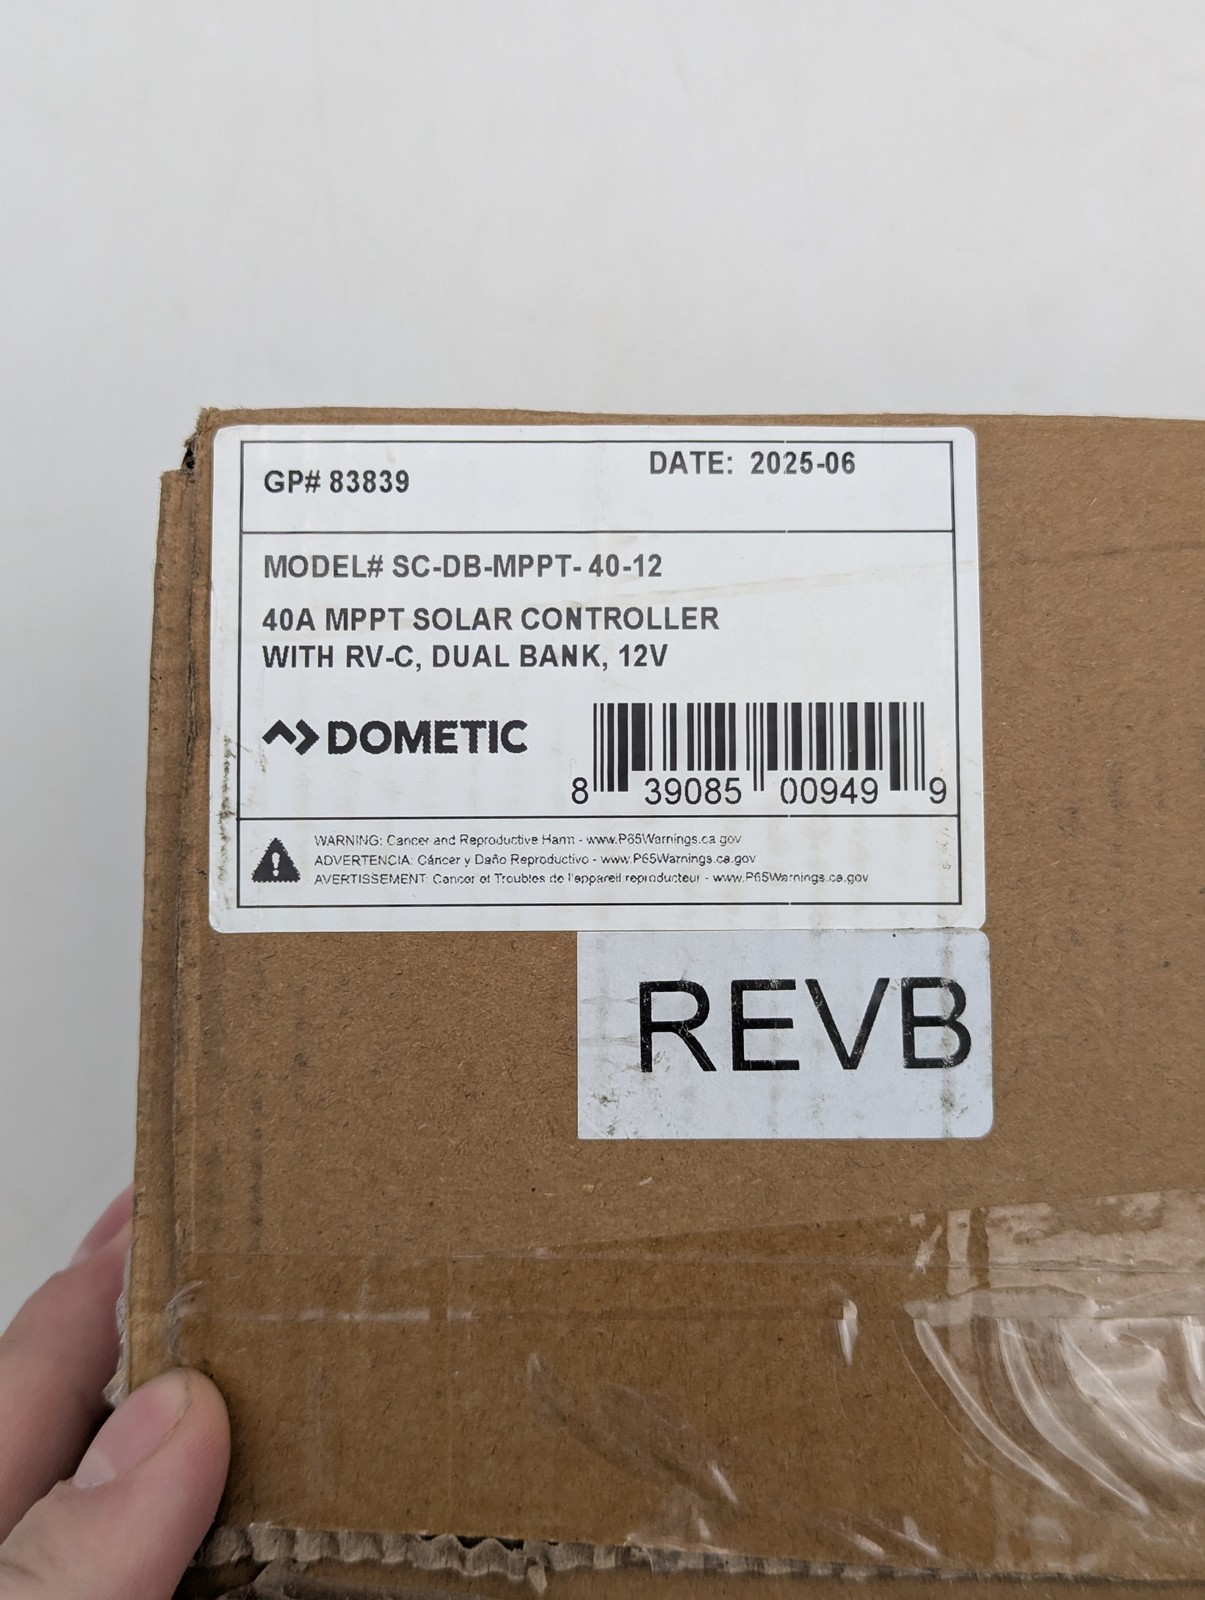 GP# 83839
DATE: 2025-06
MODEL# SC-DB-MPPT- 40-12
40A MPPT SOLAR CONTROLLER
WITH RV-C, DUAL BANK, 12V
DOMETIC
8 39085 00949 9
WARNING: Cancer and Reproductive Harm - www.P65Warnings.ca.gov
ADVERTENCIA: Cáncer y Daño Reproductivo - www.P65Warnings.ca.gov
AVERTISSEMENT: Cancer et Troubles de l'appareil reproducteur - www.P65Warnings.ca.gov
REVB